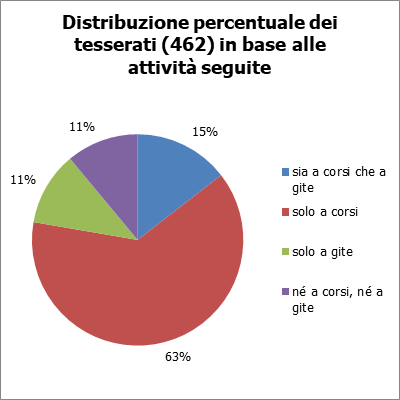 Distribuzione percentuale dei
tesserati (462) in base alle
attività seguite
11%
15%
11%
63%
sia a corsi che a
gite
solo a corsi
solo a gite
né a corsi, né a
gite